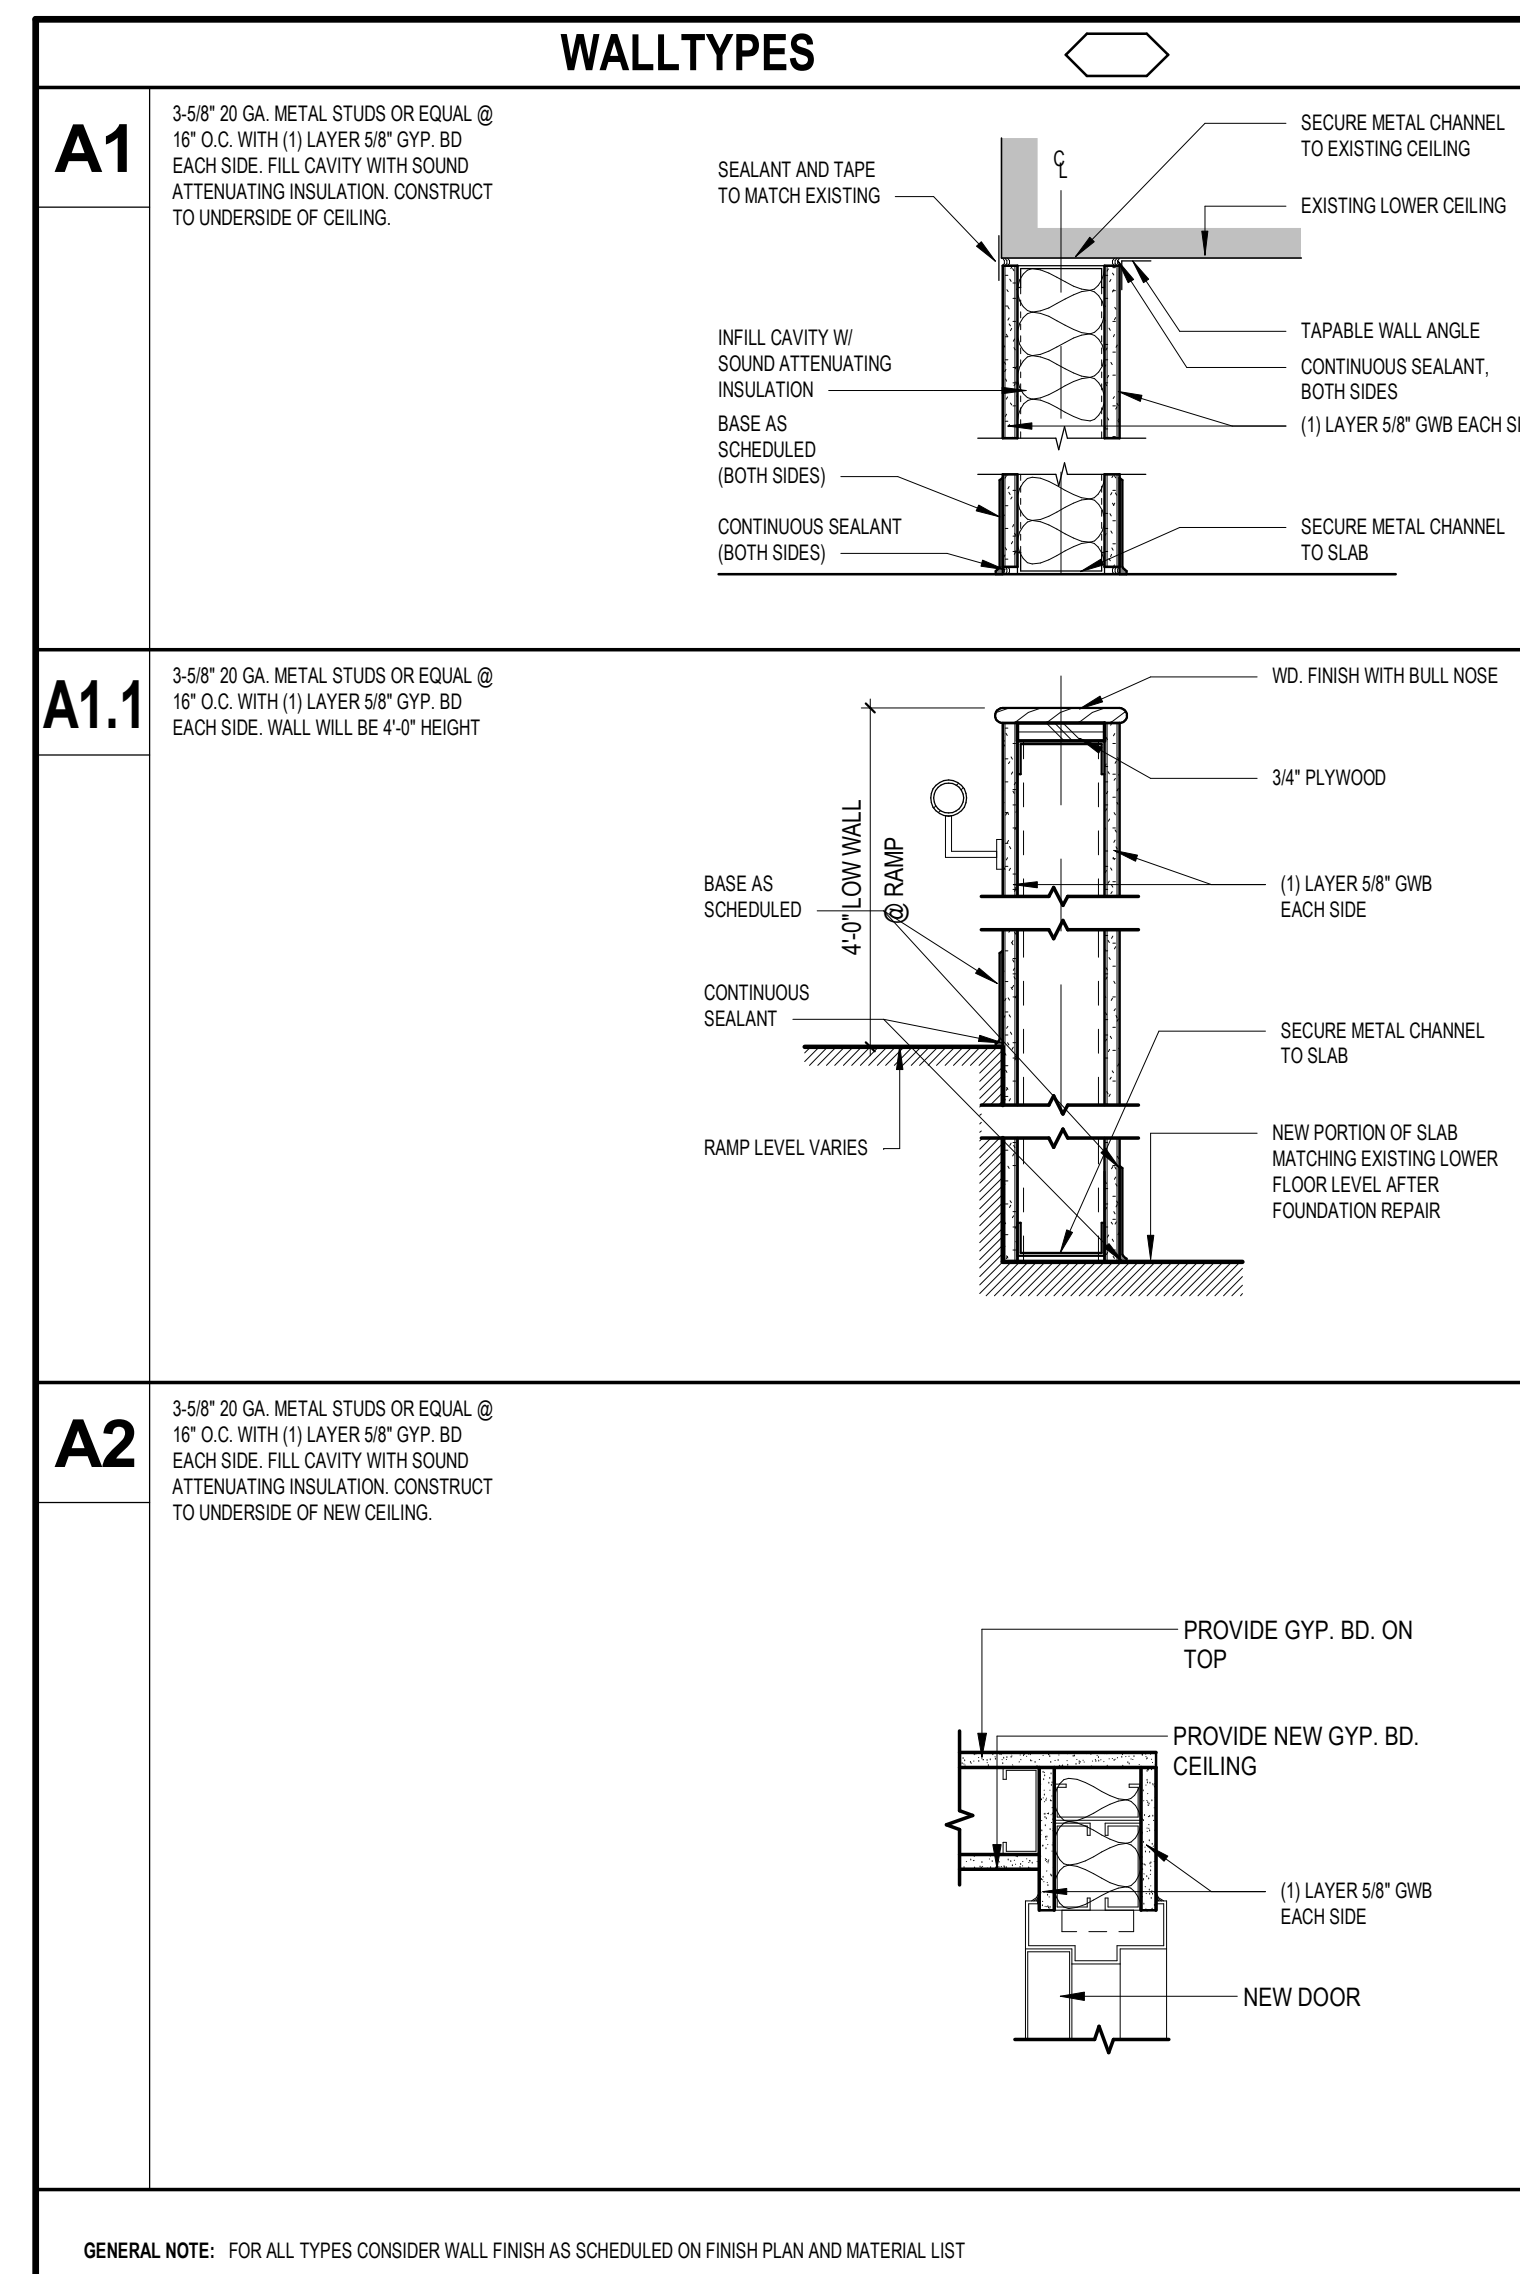 WALLTYPES
A1
3-5/8" 20 GA. METAL STUDS OR EQUAL @
16" O.C. WITH (1) LAYER 5/8" GYP. BD
EACH SIDE. FILL CAVITY WITH SOUND
ATTENUATING INSULATION. CONSTRUCT
TO UNDERSIDE OF CEILING.
SEALANT AND TAPE
TO MATCH EXISTING
INFILL CAVITY W/
SOUND ATTENUATING
INSULATION
BASE AS
SCHEDULED
(BOTH SIDES)
CONTINUOUS SEALANT
(BOTH SIDES)
CL
SECURE METAL CHANNEL
TO EXISTING CEILING
EXISTING LOWER CEILING
TAPABLE WALL ANGLE
CONTINUOUS SEALANT,
BOTH SIDES
(1) LAYER 5/8" GWB EACH
SECURE METAL CHANNEL
TO SLAB
A1.1
3-5/8" 20 GA. METAL STUDS OR EQUAL @
16" O.C. WITH (1) LAYER 5/8" GYP. BD
EACH SIDE. WALL WILL BE 4'-0" HEIGHT
4'-0" LOW WALL
@ RAMP
BASE AS
SCHEDULED
CONTINUOUS
SEALANT
RAMP LEVEL VARIES
WD. FINISH WITH BULL NOSE
3/4" PLYWOOD
(1) LAYER 5/8" GWB
EACH SIDE
SECURE METAL CHANNEL
TO SLAB
NEW PORTION OF SLAB
MATCHING EXISTING LOWER
FLOOR LEVEL AFTER
FOUNDATION REPAIR
A2
3-5/8" 20 GA. METAL STUDS OR EQUAL @
16" O.C. WITH (1) LAYER 5/8" GYP. BD
EACH SIDE. FILL CAVITY WITH SOUND
ATTENUATING INSULATION. CONSTRUCT
TO UNDERSIDE OF NEW CEILING.
PROVIDE GYP. BD. ON
TOP
PROVIDE NEW GYP. BD.
CEILING
(1) LAYER 5/8" GWB
EACH SIDE
NEW DOOR
GENERAL NOTE: FOR ALL TYPES CONSIDER WALL FINISH AS SCHEDULED ON FINISH PLAN AND MATERIAL LIST